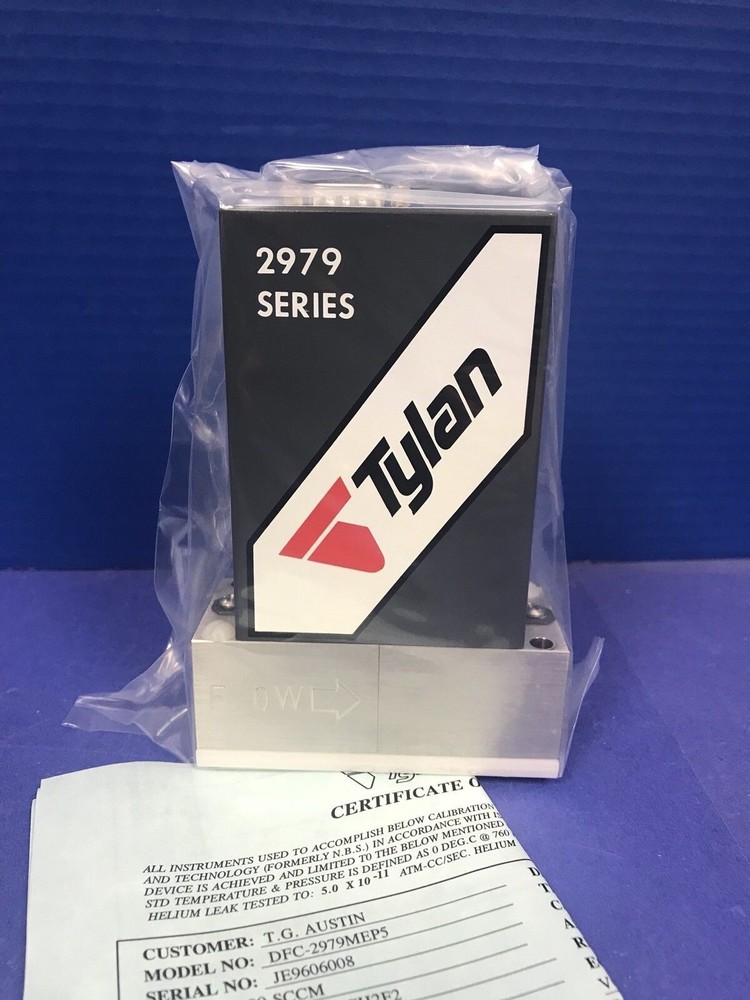 2979
SERIES
Tylan
FLOW
CERTIFICATE O
ALL INSTRUMENTS USED TO ACCOMPLISH BELOW CALIBRATION
AND TECHNOLOGY (FORMERLY N.B.S.) IN ACCORDANCE WITH
DEVICE IS ACHIEVED AND LIMITED TO THE BELOW MENTIONED
STD TEMPERATURE & PRESSURE IS DEFINED AS 0 DEG.C @ 760
HELIUM LEAK TESTED TO: 5.0 X 10-11 ATM-CC/SEC. HELIUM
CUSTOMER: T.G. AUSTIN
MODEL NO: DFC-2979MEP5
SERIAL NO: JE9606008
SCCM